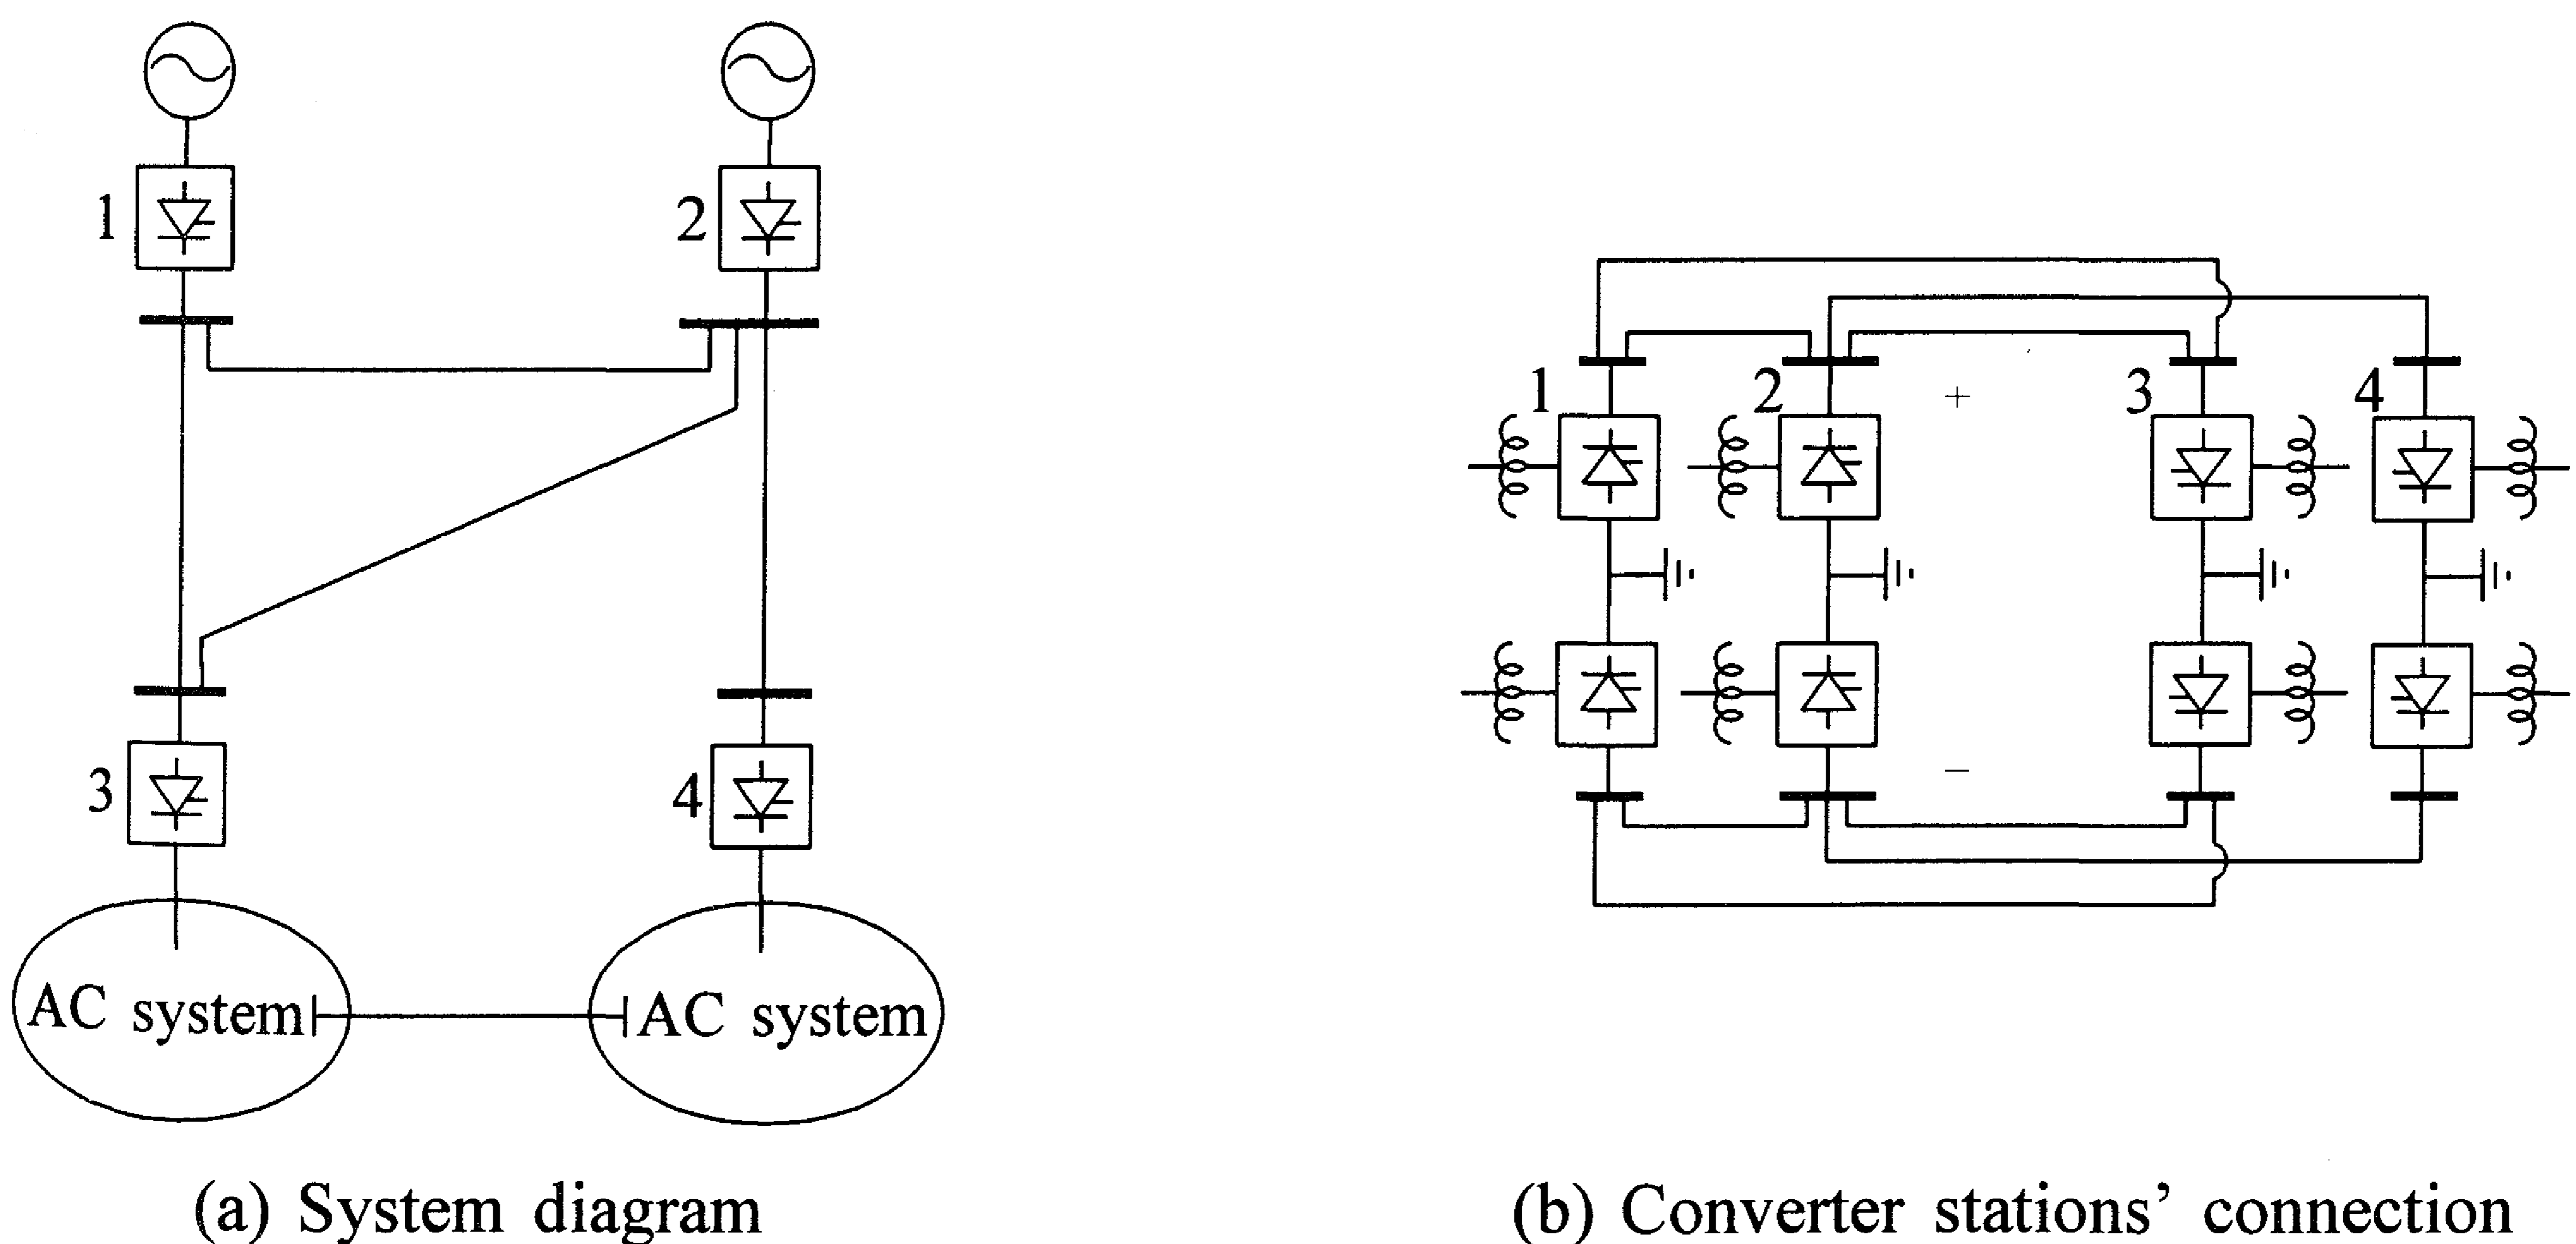 1
2
3
4
AC system
AC system
(a) System diagram
1
2
+
3
4
−
(b) Converter stations’ connection